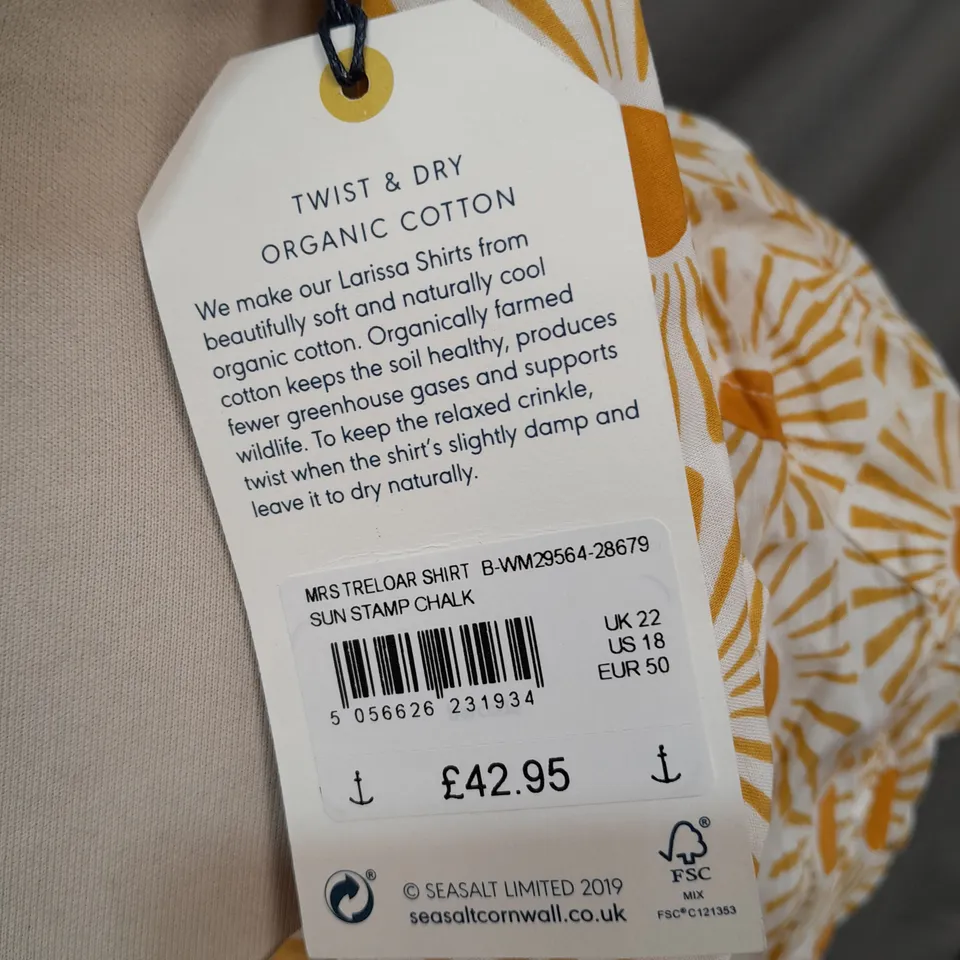 TWIST & DRY
ORGANIC COTTON
We make our Larissa Shirts from
beautifully soft and naturally cool
organic cotton. Organically farmed
cotton keeps the soil healthy, produces
fewer greenhouse gases and supports
wildlife. To keep the relaxed crinkle,
twist when the shirt's slightly damp and
leave it to dry naturally.
MRS TRELOAR SHIRT B-WM29564-28679
SUN STAMP CHALK
UK 22
US 18
EUR 50
5 056626 231934
£42.95
®
© SEASALT LIMITED 2019
seasaltcornwall.co.uk
®
FSC
MIX
FSC® C121353